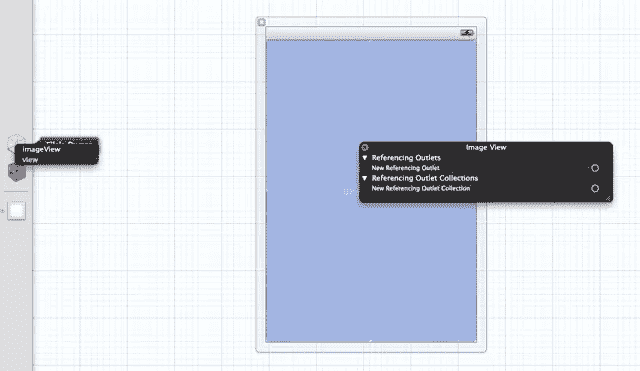 imageView
view
Image View
Referencing Outlets
New Referencing Outlet
Referencing Outlet Collections
New Referencing Outlet Collection